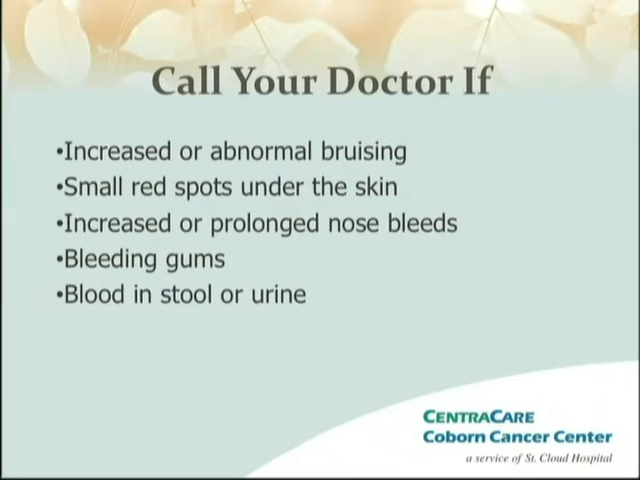 Call Your Doctor If
•Increased or abnormal bruising
•Small red spots under the skin
•Increased or prolonged nose bleeds
•Bleeding gums
•Blood in stool or urine
CENTRACARE
Coborn Cancer Center
a service of St. Cloud Hospital